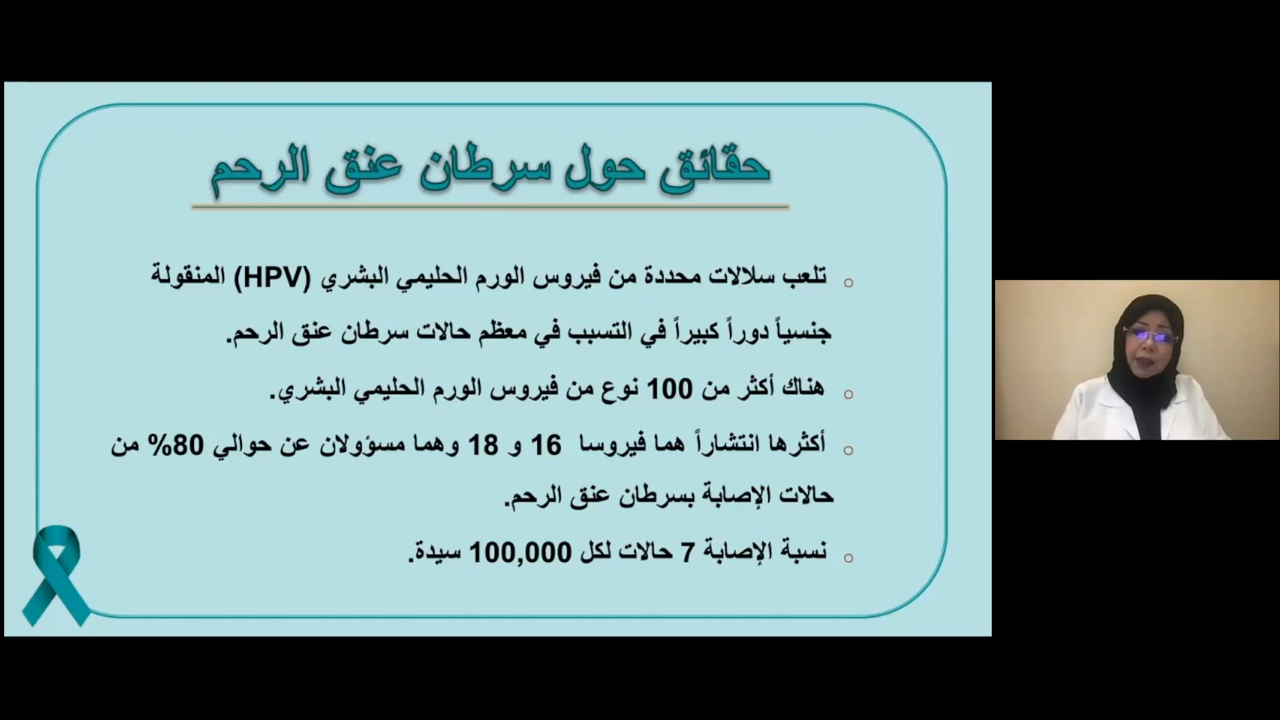 حقائق حول سرطان عنق الرحم
تلعب سلالات محددة من فيروس الورم الحليمي البشري (HPV) المنقولة
جنسياً دوراً كبيراً في التسبب في معظم حالات سرطان عنق الرحم.
هناك أكثر من 100 نوع من فيروس الورم الحليمي البشري.
أكثرها انتشاراً هما فيروسا 16 و 18 وهما مسؤولان عن حوالي 80% من
حالات الإصابة بسرطان عنق الرحم.
نسبة الإصابة 7 حالات لكل 100,000 سيدة.